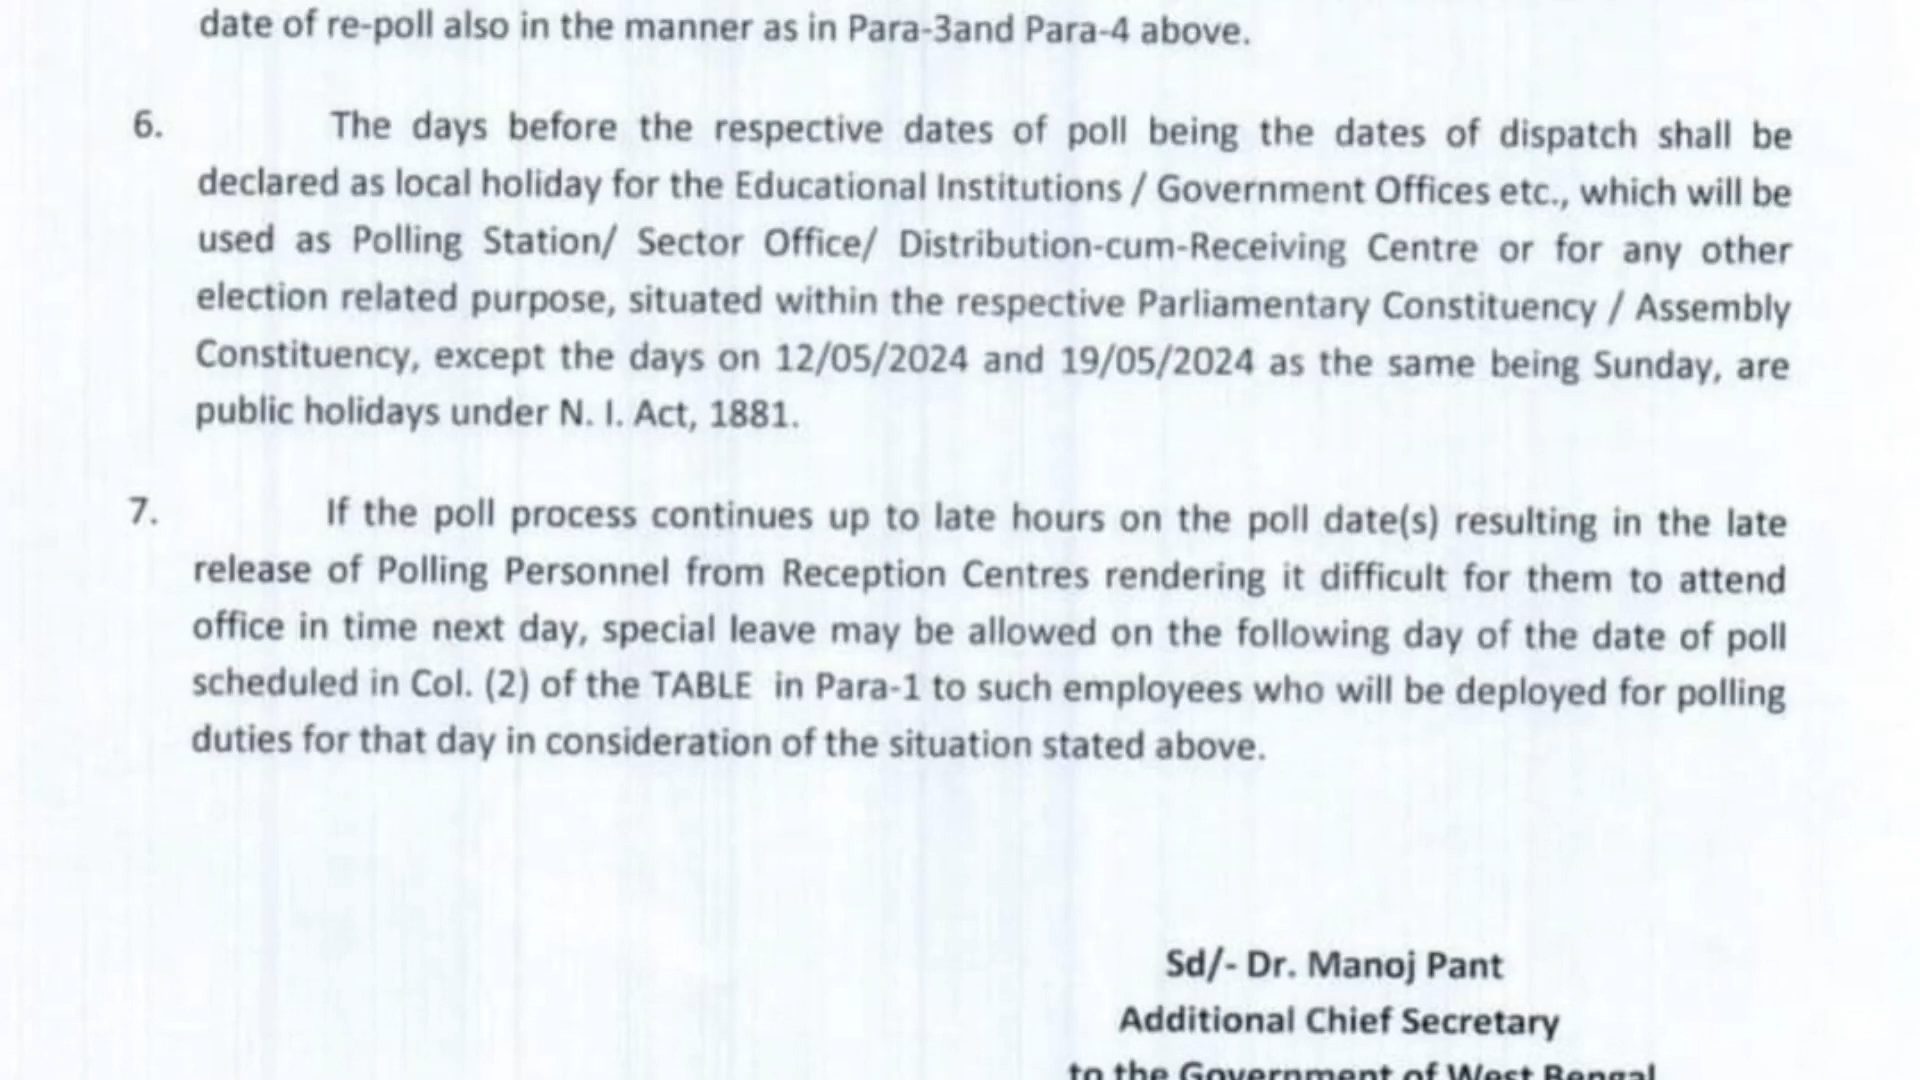 date of re-poll also in the manner as in Para-3and Para-4 above.
6. The days before the respective dates of poll being the dates of dispatch shall be
declared as local holiday for the Educational Institutions / Government Offices etc., which will be
used as Polling Station/ Sector Office/ Distribution-cum-Receiving Centre or for any other
election related purpose, situated within the respective Parliamentary Constituency / Assembly
Constituency, except the days on 12/05/2024 and 19/05/2024 as the same being Sunday, are
public holidays under N. I. Act, 1881.
7. If the poll process continues up to late hours on the poll date(s) resulting in the late
release of Polling Personnel from Reception Centres rendering it difficult for them to attend
office in time next day, special leave may be allowed on the following day of the date of poll
scheduled in Col. (2) of the TABLE in Para-1 to such employees who will be deployed for polling
duties for that day in consideration of the situation stated above.
Sd/- Dr. Manoj Pant
Additional Chief Secretary
to the Government of West Bengal